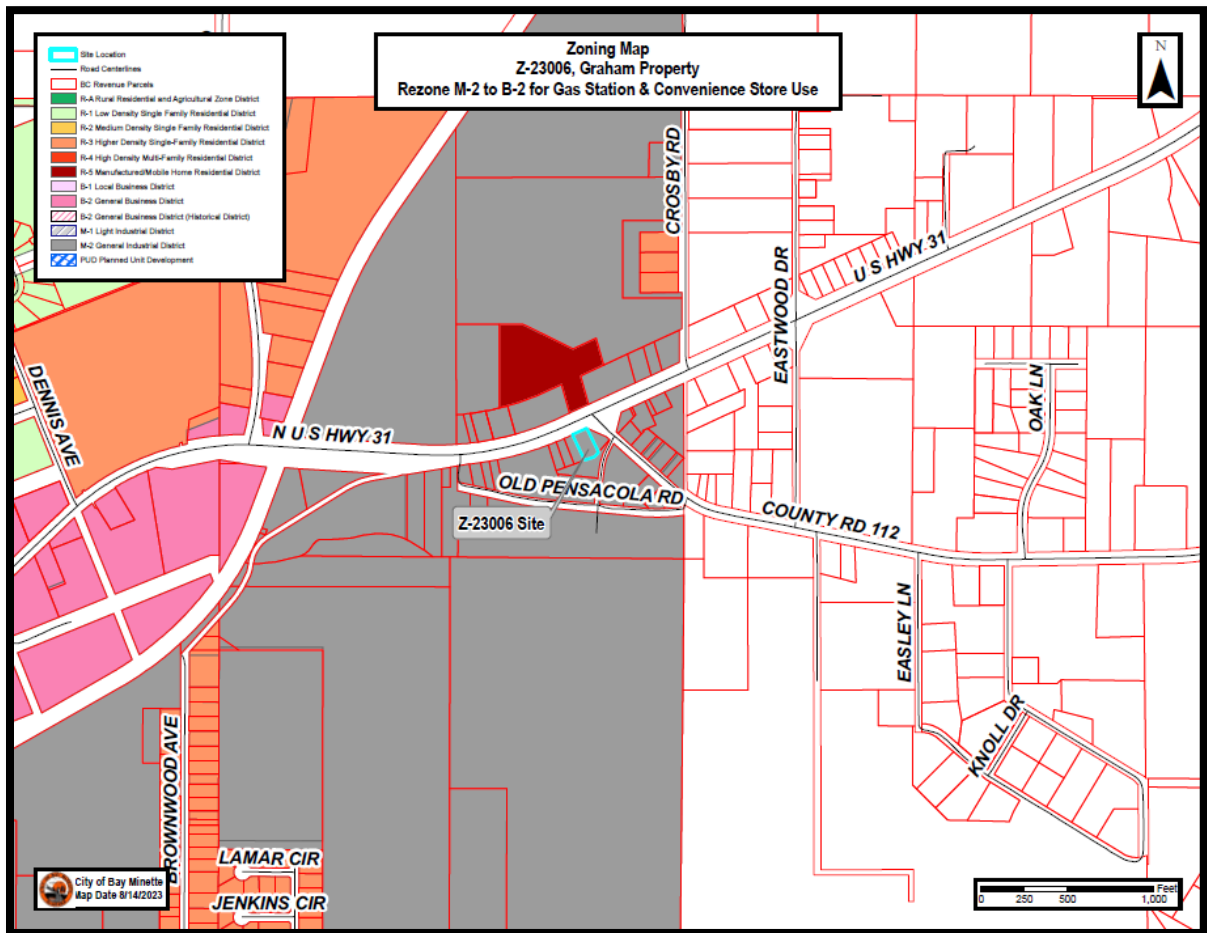 Zoning Map
Z-23006, Graham Property
Rezone M-2 to B-2 for Gas Station & Convenience Store Use
N
Site Location
Road Centerlines
BC Revenue Parcels
R-A Rural Residential and Agricultural Zone District
R-1 Low Density Single Family Residential District
R-2 Medium Density Single Family Residential District
R-3 Higher Density Single-Family Residential District
R-4 High Density Multi-Family Residential District
R-5 Manufactured/Mobile Home Residential District
B-1 Local Business District
B-2 General Business District
B-2 General Business District (Historical District)
M-1 Light Industrial District
M-2 General Industrial District
PUD Planned Unit Development
CROSBY RD
EASTWOOD DR
U S HWY 31
DENNIS AVE
N U S HWY 31
OAK LN
OLD PENSACOLA RD
Z-23006 Site
COUNTY RD 112
EASLEY LN
KNOLL DR
BROWNWOOD AVE
LAMAR CIR
JENKINS CIR
City of Bay Minette
Map Date 8/14/2023
Feet
0 250 500 1,000